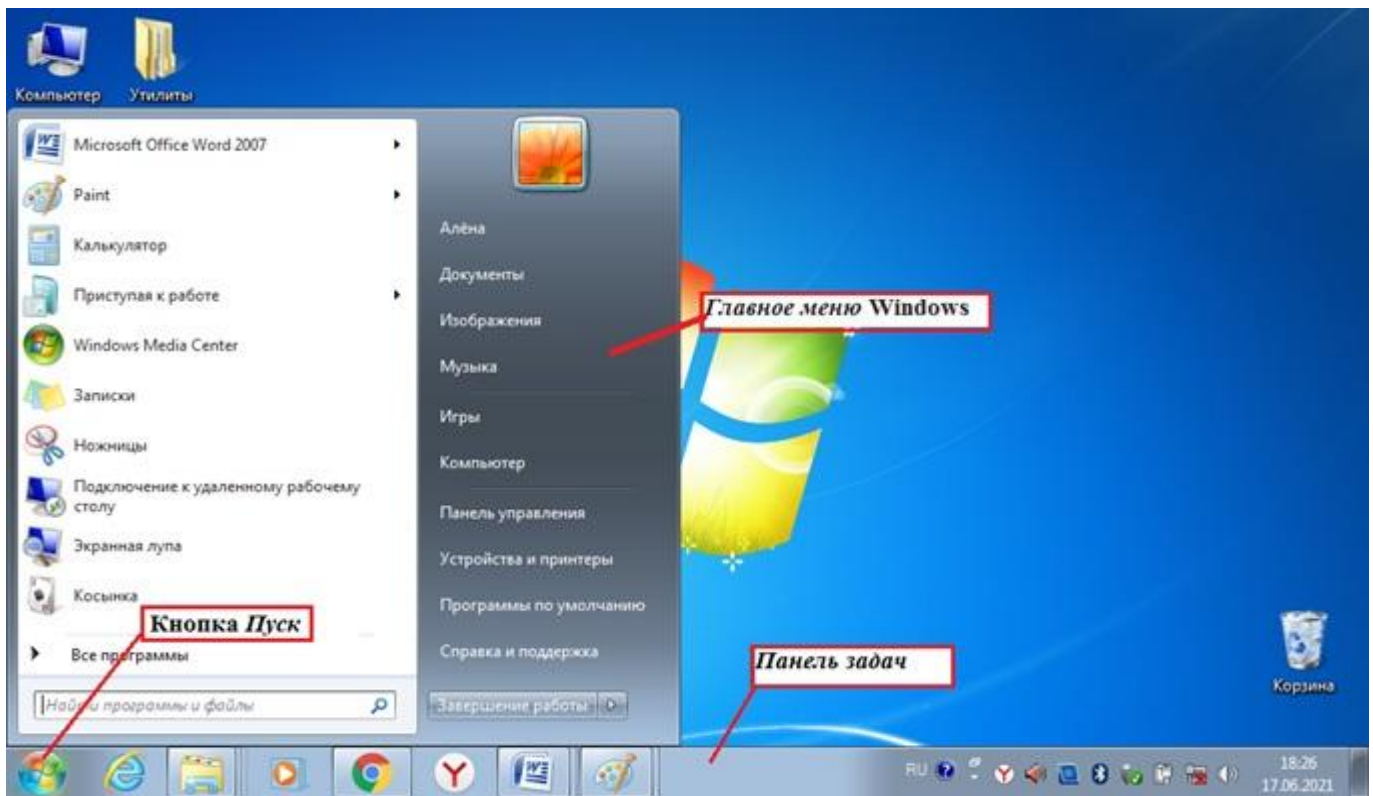 Компьютер
Утилиты
Microsoft Office Word 2007
Paint
Калькулятор
Приступая к работе
Windows Media Center
Записки
Ножницы
Подключение к удаленному рабочему
столу
Экранная лупа
Косынка
Кнопка Пуск
Все программы
Найти программы и файлы
Алёна
Документы
Изображения
Музыка
Игры
Компьютер
Панель управления
Устройства и принтеры
Программы по умолчанию
Справка и поддержка
Завершение работы
Главное меню Windows
Панель задач
Корзина
RU
18:26
17.06.2021